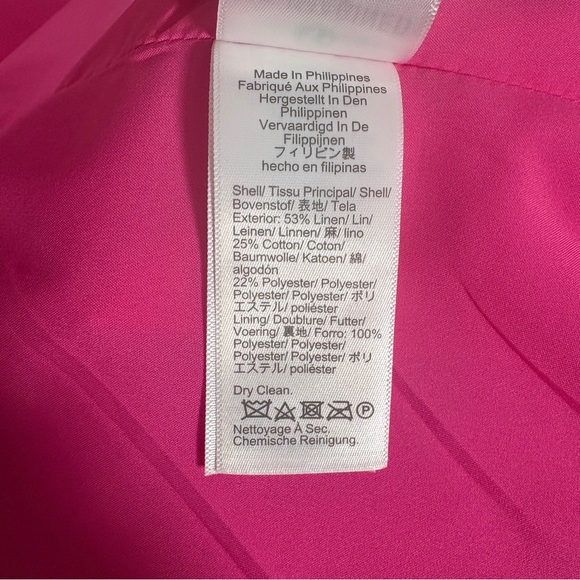 Made In Philippines
Fabriqué Aux Philippines
Hergestellt In Den
Philippinen
Vervaardigd In De
Filippijnen
フィリピン製
hecho en filipinas
Shell/ Tissu Principal/ Shell/
Bovenstof/ 表地/ Tela
Exterior: 53% Linen/ Lin/
Leinen/ Linnen/ 麻/ lino
25% Cotton/ Coton/
Baumwolle/ Katoen/ 綿/
algodón
22% Polyester/ Polyester/
Polyester/ Polyester/ ポリ
エステル/ poliéster
Lining/ Doublure/ Futter/
Voering/ 裏地/ Forro: 100%
Polyester/ Polyester/
Polyester/ Polyester/ ポリ
エステル/ poliéster
Dry Clean.
P
Nettoyage À Sec.
Chemische Reinigung.